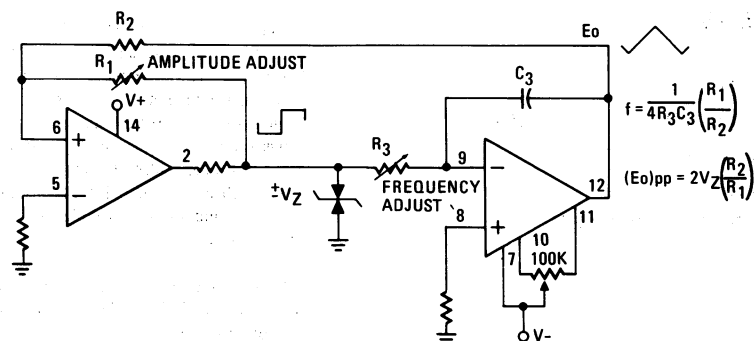 R2
Eo
R1
AMPLITUDE ADJUST
V+
14
6
+
5
−
2
C3
f = 1/4R3C3 (R1/R2)
R3
9
−
12
(Eo)pp = 2VZ (R2/R1)
±VZ
FREQUENCY
ADJUST
8
+
11
10
7
100K
V-